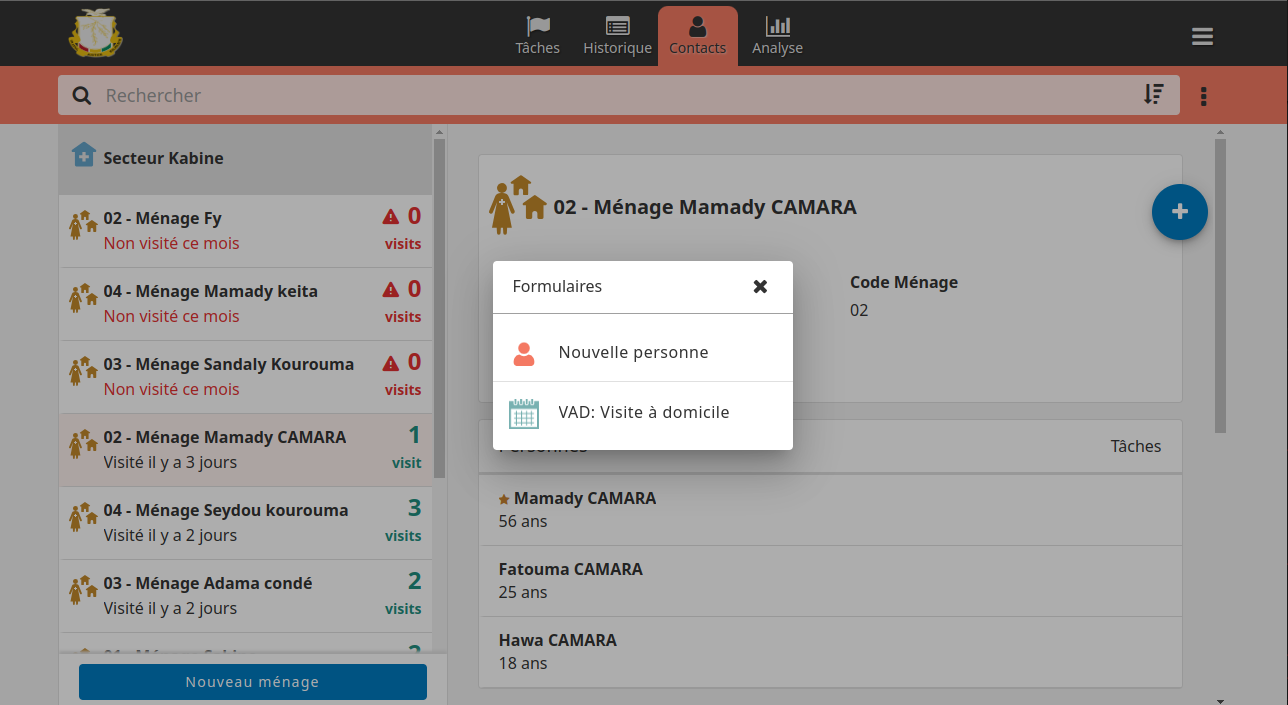 Tâches
Historique
Contacts
Analyse
Rechercher
Secteur Kabine
02 - Ménage Fy
0
Non visité ce mois
visits
04 - Ménage Mamady keita
0
Non visité ce mois
visits
03 - Ménage Sandaly Kourouma
0
Non visité ce mois
visits
02 - Ménage Mamady CAMARA
1
Visité il y a 3 jours
visit
04 - Ménage Seydou kourouma
3
Visité il y a 2 jours
visits
03 - Ménage Adama condé
2
Visité il y a 2 jours
visits
Nouveau ménage
02 - Ménage Mamady CAMARA
Code Ménage
02
Formulaires
Nouvelle personne
VAD: Visite à domicile
Personnes
Tâches
Mamady CAMARA
56 ans
Fatouma CAMARA
25 ans
Hawa CAMARA
18 ans